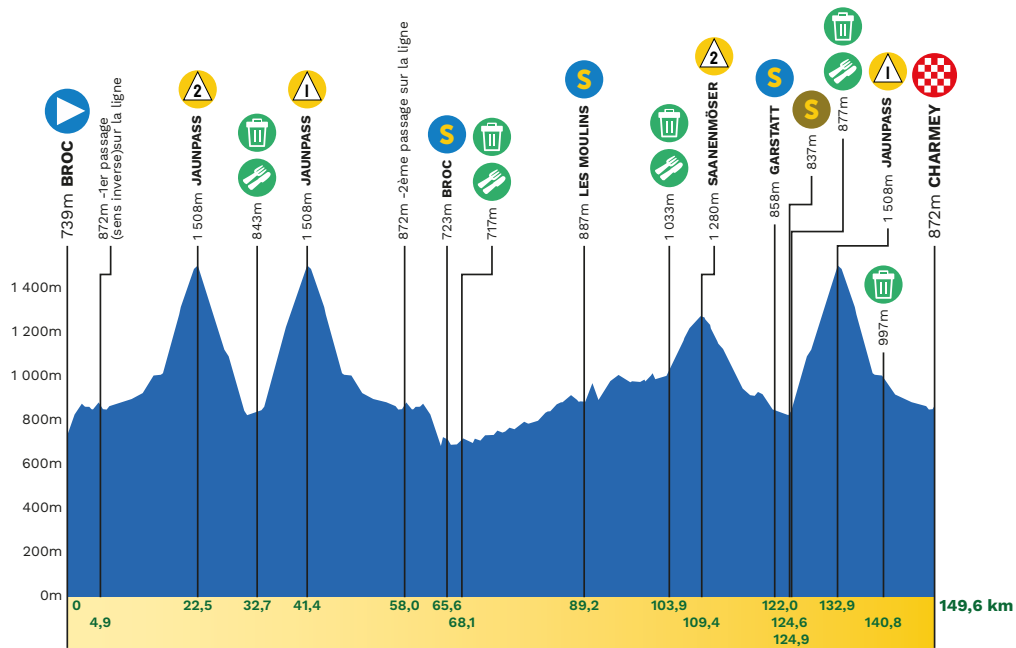 739m BROC
872m -1er passage
(sens inverse)sur la ligne
2
1 508m JAUNPASS
843m
1
1 508m JAUNPASS
872m -2ème passage sur la ligne
S
723m BROC
717m
S
887m LES MOULINS
1 033m
2
1 280m SAANENMÖSER
S
858m GARSTATT
S
837m
877m
1
1 508m JAUNPASS
997m
872m CHARMEY
1 400m
1 200m
1 000m
800m
600m
400m
200m
0m
0
4,9
22,5
32,7
41,4
58,0
65,6
68,1
89,2
103,9
109,4
122,0
124,6
124,9
132,9
140,8
149,6 km